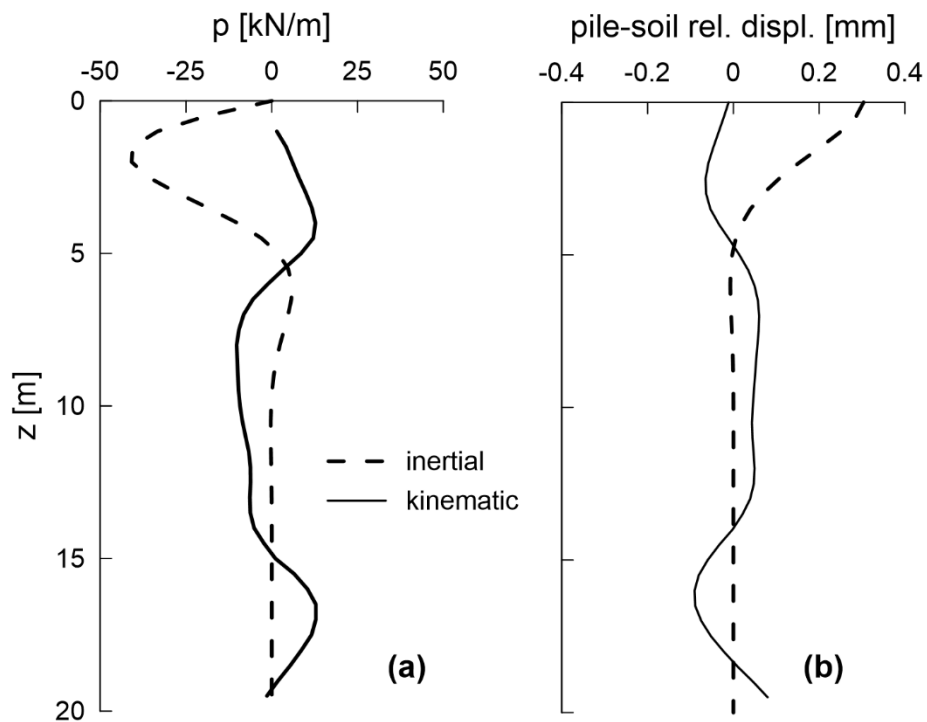 p [kN/m]
pile-soil rel. displ. [mm]
-50 -25 0 25 50
-0.4 -0.2 0 0.2 0.4
0
5
z [m]
10
inertial
kinematic
15
(a)
(b)
20